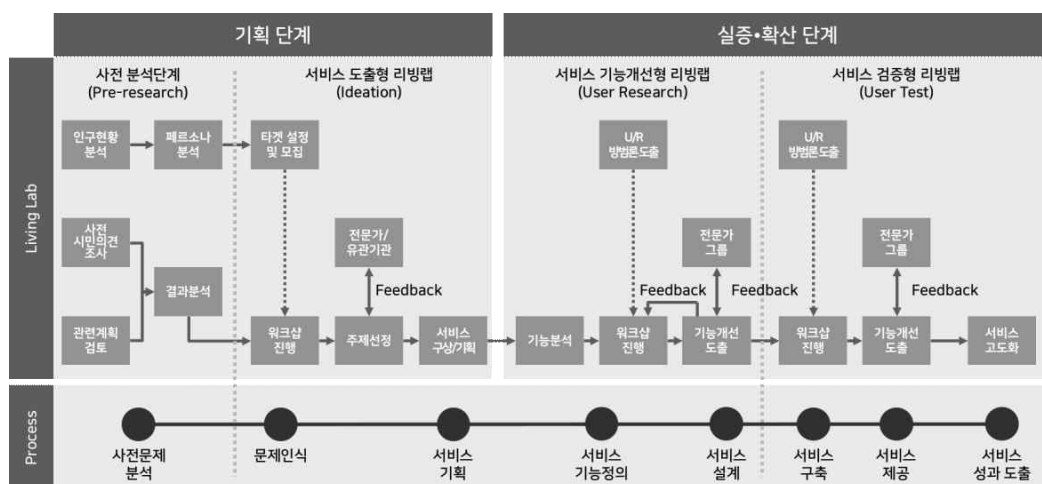 기획 단계
실증•확산 단계
Living Lab
사전 분석단계
(Pre-research)
서비스 도출형 리빙랩
(Ideation)
서비스 기능개선형 리빙랩
(User Research)
서비스 검증형 리빙랩
(User Test)
인구현황
분석
페르소나
분석
타겟 설정
및 모집
U/R
방법론 도출
U/R
방법론 도출
사전
시민의견
조사
결과분석
관련계획
검토
전문가/
유관기관
Feedback
전문가
그룹
Feedback
Feedback
전문가
그룹
Feedback
워크샵
진행
주제선정
서비스
구상/기획
기능분석
워크샵
진행
기능개선
도출
워크샵
진행
기능개선
도출
서비스
고도화
Process
사전문제
분석
문제인식
서비스
기획
서비스
기능정의
서비스
설계
서비스
구축
서비스
제공
서비스
성과 도출